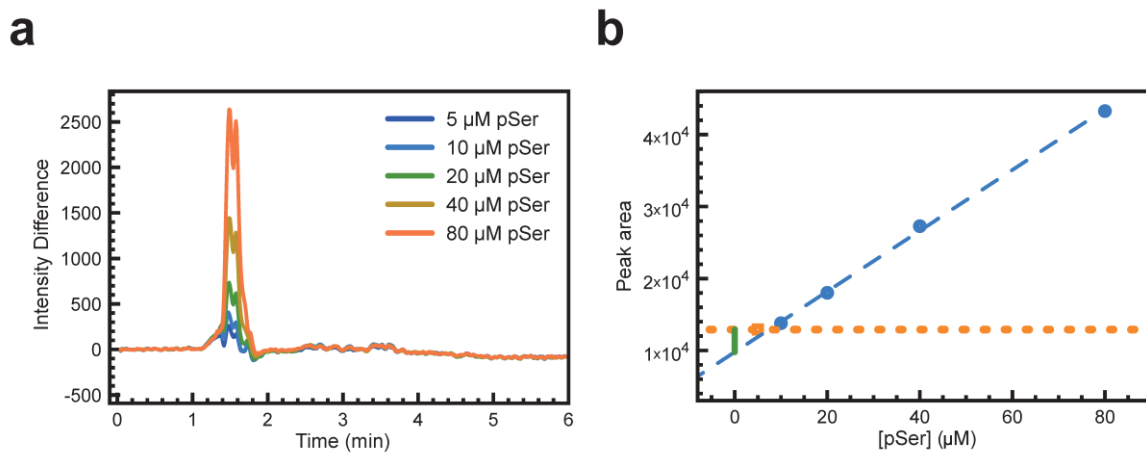 a
b
Intensity Difference
2500
2000
1500
1000
500
0
-500
0 1 2 3 4 5 6
Time (min)
5 µM pSer
10 µM pSer
20 µM pSer
40 µM pSer
80 µM pSer
Peak area
4×10⁴
3×10⁴
2×10⁴
1×10⁴
0 20 40 60 80
[pSer] (µM)